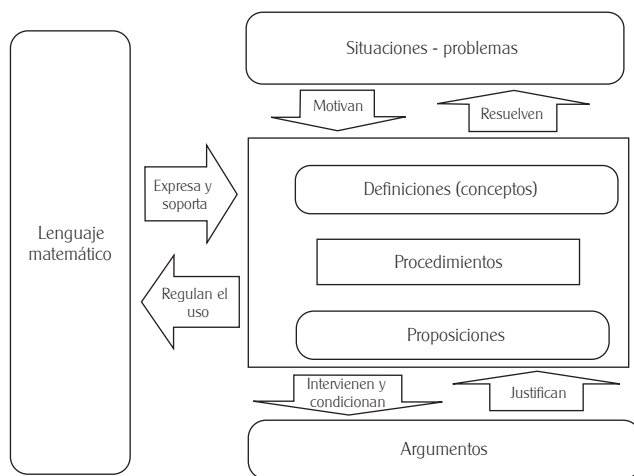 Situaciones - problemas
Motivan
Resuelven
Expresa y
soporta
Definiciones (conceptos)
Lenguaje
matemático
Procedimientos
Regulan el
uso
Proposiciones
Intervienen y
condicionan
Justifican
Argumentos